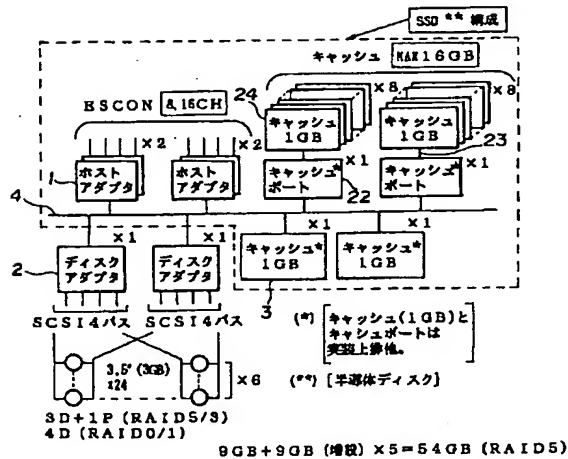 SSD ** 構成
キャッシュ MAX16GB
ESCON 8,16CH
24
×8
×8
キャッシュ
1GB
キャッシュ
1GB
23
×2
×2
×1
×1
1
ホスト
アダプタ
ホスト
アダプタ
キャッシュ*
ポート
22
キャッシュ*
ポート
4
×1
×1
×1
×1
2
ディスク
アダプタ
ディスク
アダプタ
キャッシュ*
1GB
キャッシュ*
1GB
3
SCSI4バス
SCSI4バス
(*) [キャッシュ(1GB)と
キャシュポートは
実装上排他。
3.5" (3GB)
×24
×6
(**) [半導体ディスク]
3D+1P (RAID5/3)
4D (RAID0/1)
9GB+9GB (増設) ×5=54GB (RAID5)